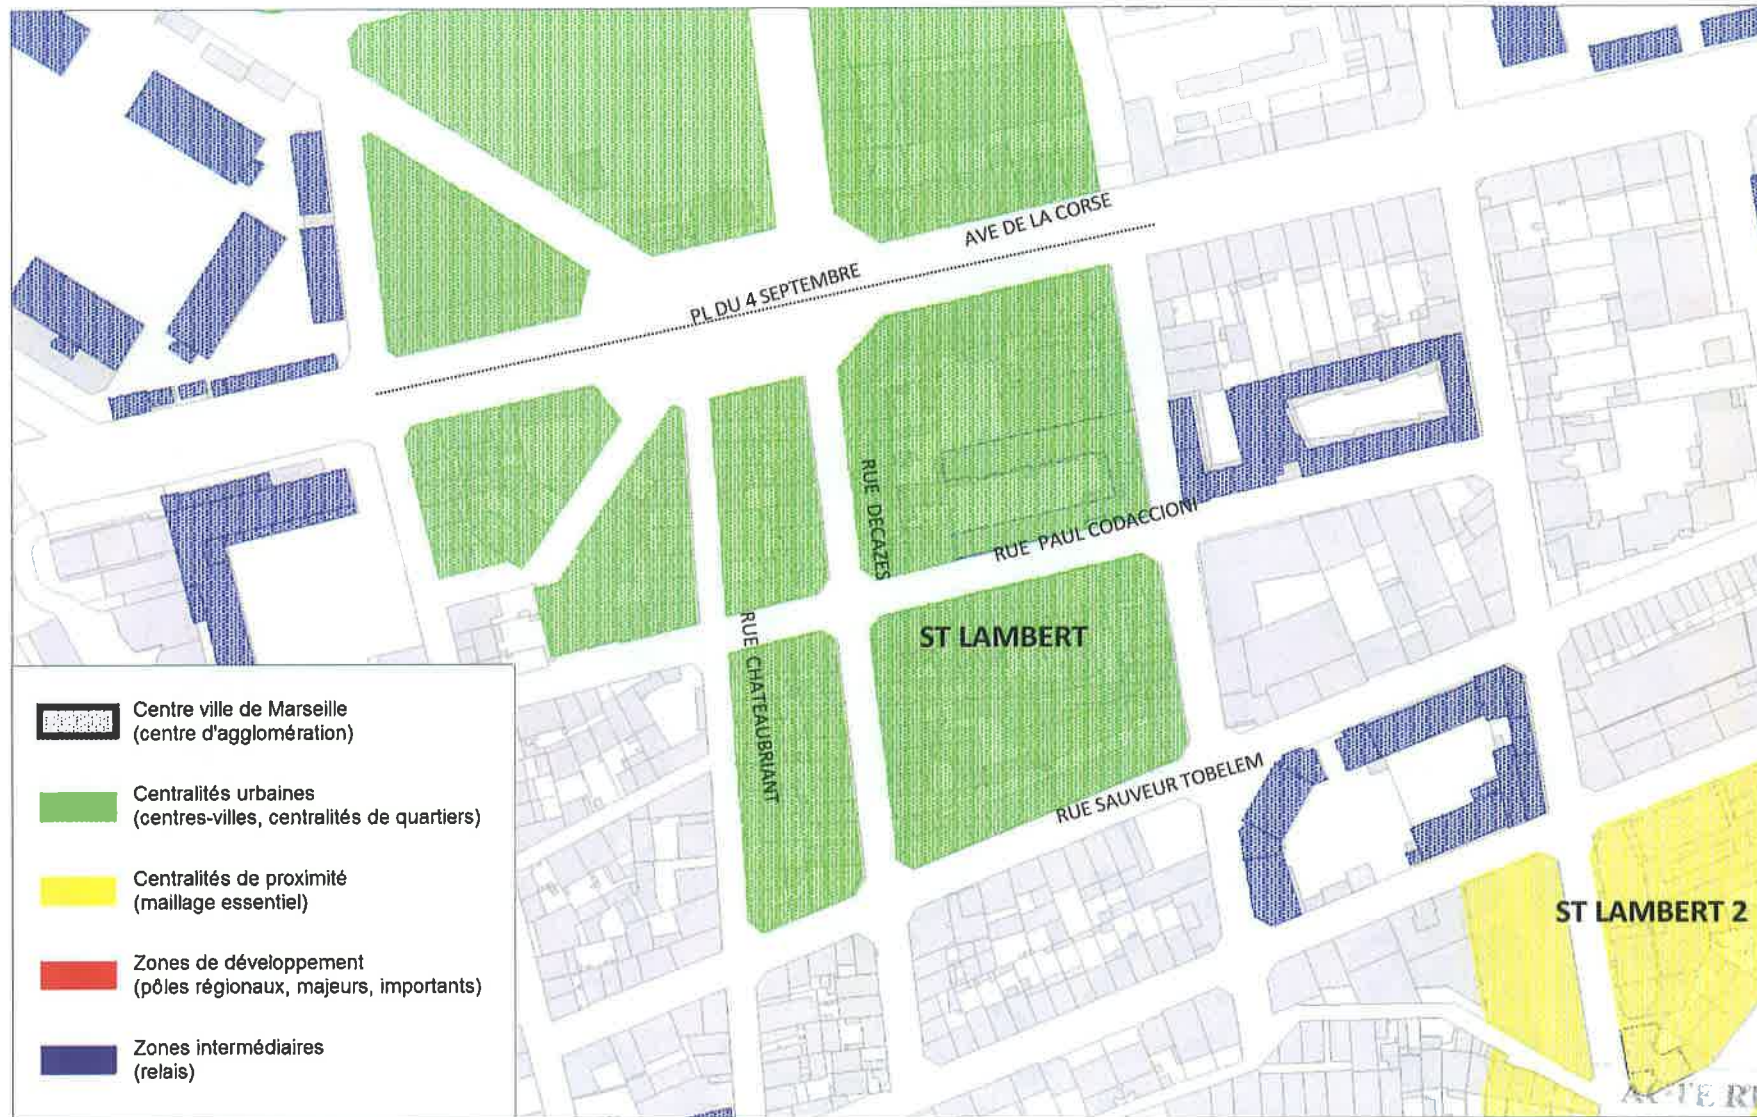 AVE DE LA CORSE
PL DU 4 SEPTEMBRE
RUE DECAZES
RUE PAUL CODACCIONI
ST LAMBERT
RUE CHATEAUBRIANT
RUE SAUVEUR TOBELEM
ST LAMBERT 2
Centre ville de Marseille
(centre d'agglomération)
Centralités urbaines
(centres-villes, centralités de quartiers)
Centralités de proximité
(maillage essentiel)
Zones de développement
(pôles régionaux, majeurs, importants)
Zones intermédiaires
(relais)